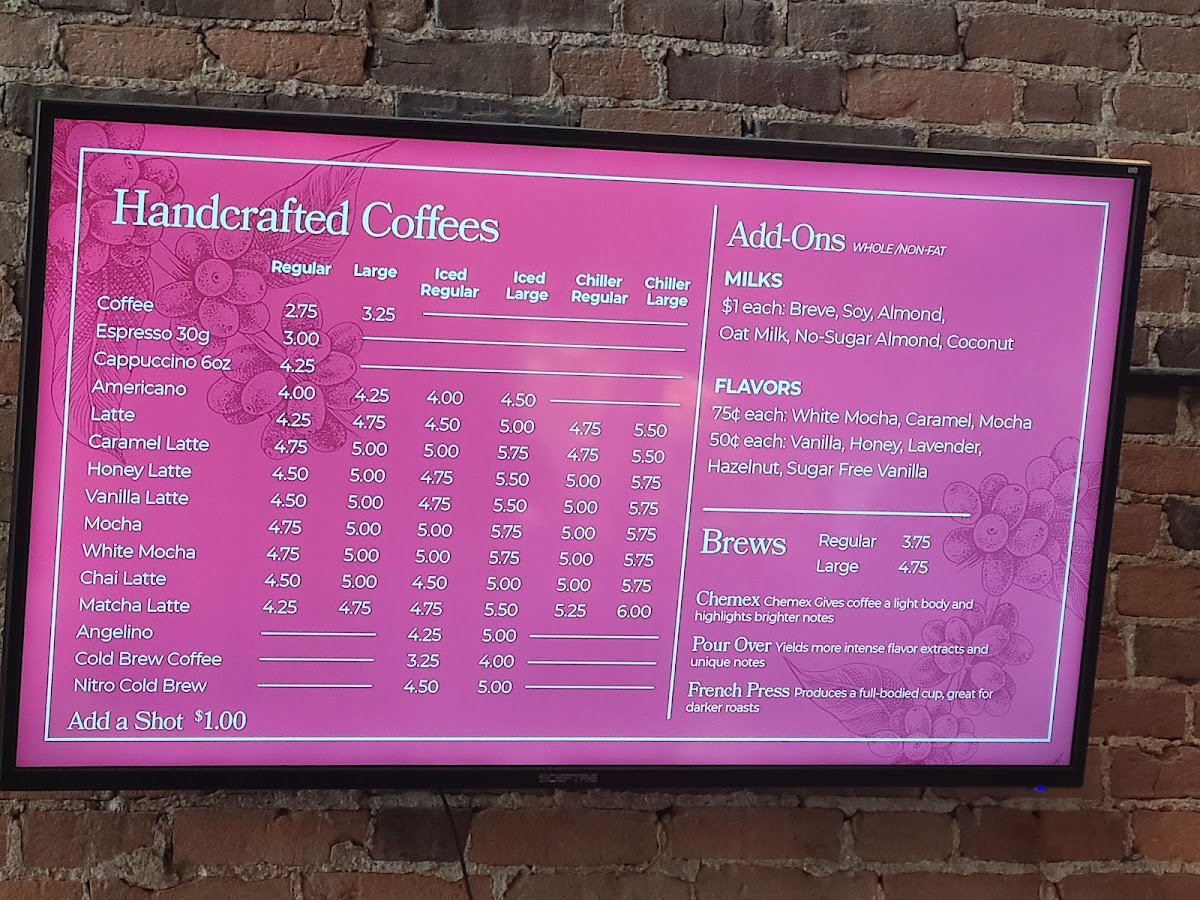 Handcrafted Coffees
Regular Large Iced Regular Iced Large Chiller Regular Chiller Large
Coffee 2.75 3.25
Espresso 30g 3.00
Cappuccino 6oz 4.25
Americano 4.00 4.25 4.00 4.50
Latte 4.25 4.75 4.50 5.00 4.75 5.50
Caramel Latte 4.75 5.00 5.00 5.75 4.75 5.50
Honey Latte 4.50 5.00 4.75 5.50 5.00 5.75
Vanilla Latte 4.50 5.00 4.75 5.50 5.00 5.75
Mocha 4.75 5.00 5.00 5.75 5.00 5.75
White Mocha 4.75 5.00 5.00 5.75 5.00 5.75
Chai Latte 4.50 5.00 4.50 5.00 5.00 5.75
Matcha Latte 4.25 4.75 4.75 5.50 5.25 6.00
Angelino 4.25 5.00
Cold Brew Coffee 3.25 4.00
Nitro Cold Brew 4.50 5.00
Add a Shot $1.00
Add-Ons WHOLE/NON-FAT
MILKS
$1 each: Breve, Soy, Almond,
Oat Milk, No-Sugar Almond, Coconut
FLAVORS
75¢ each: White Mocha, Caramel, Mocha
50¢ each: Vanilla, Honey, Lavender,
Hazelnut, Sugar Free Vanilla
Brews Regular 3.75
Large 4.75
Chemex Chemex Gives coffee a light body and
highlights brighter notes
Pour Over Yields more intense flavor extracts and
unique notes
French Press Produces a full-bodied cup, great for
darker roasts
SCEPTRE